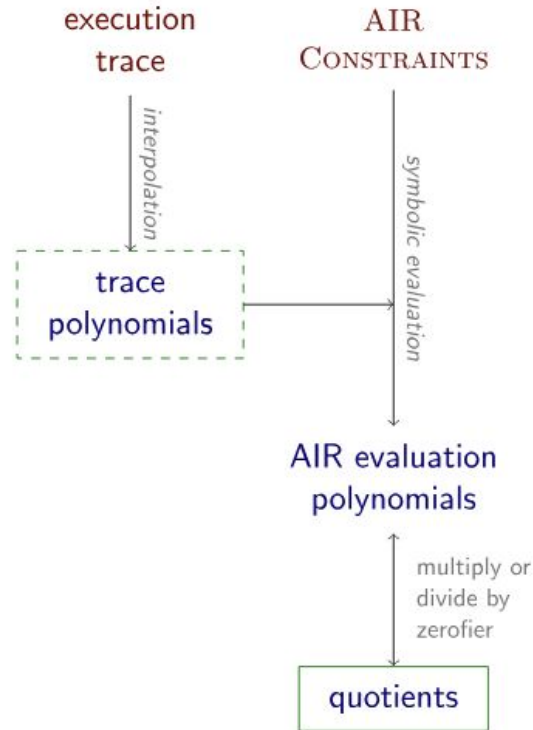 execution
trace
AIR
CONSTRAINTS
interpolation
symbolic evaluation
trace
polynomials
AIR evaluation
polynomials
multiply or
divide by
zerofier
quotients